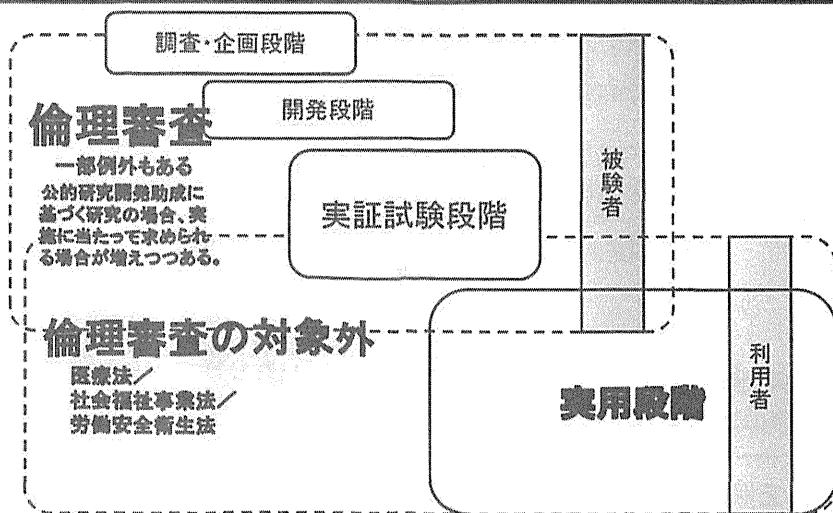 調査・企画段階
開発段階
倫理審査
一部例外もある
公的研究開発助成に
基づく研究の場合、実
施に当たって求められ
る場合が増えつつある。
実証試験段階
被験者
倫理審査の対象外
医療法/
社会福祉事業法/
労働安全衛生法
実用段階
利用者